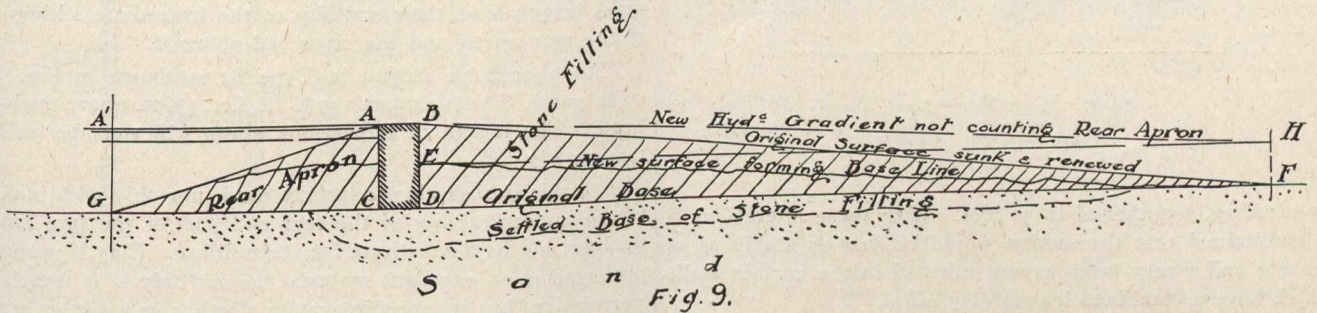 Stone Filling
A' A B New Hydᶜ Gradient not counting Rear Apron H
Original Surface sunk & renewed
E New surface forming Base Line F
Rear Apron
G C D Original Base
Settled Base of Stone Filling
Sand
Fig. 9.